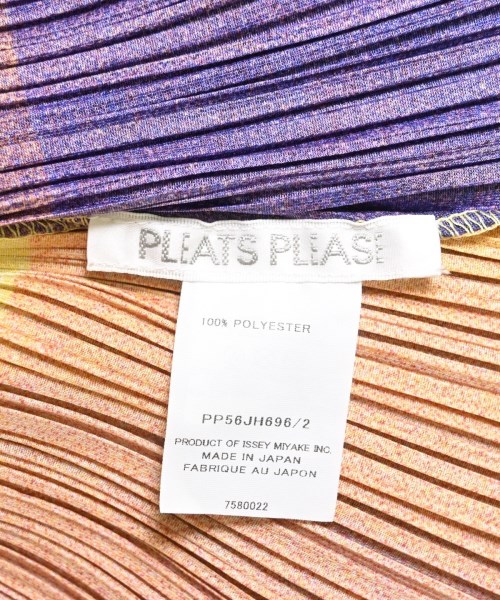 PLEATS PLEASE
100% POLYESTER
PP56JH696/2
PRODUCT OF ISSEY MIYAKE INC.
MADE IN JAPAN
FABRIQUE AU JAPON
7580022